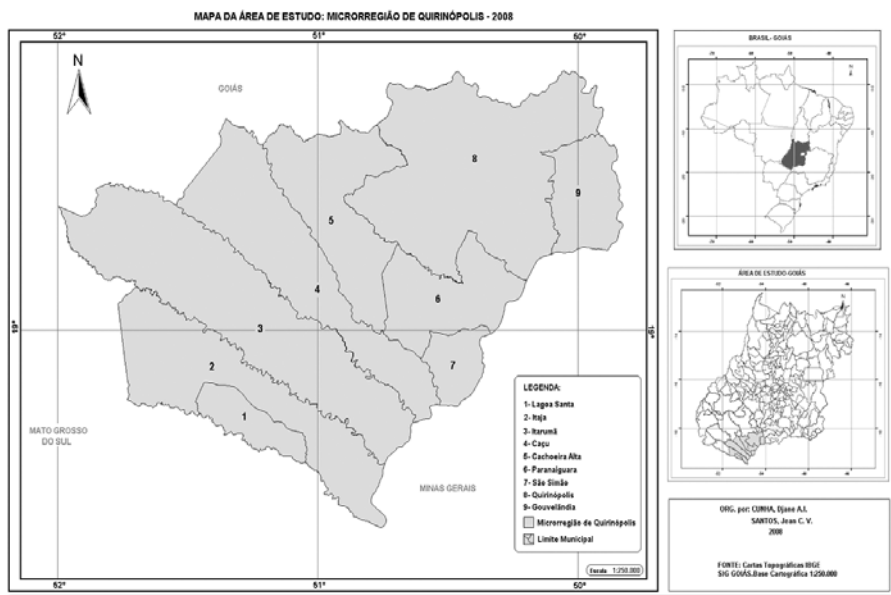 MAPA DA ÁREA DE ESTUDO: MICRORREGIÃO DE QUIRINÓPOLIS - 2008
52°
51°
50°
N
GOIÁS
8
9
5
4
6
19°
19°
3
7
2
1
MATO GROSSO
DO SUL
MINAS GERAIS
LEGENDA:
1- Lagoa Santa
2- Itajá
3- Itarumã
4- Caçu
5- Cachoeira Alta
6- Paranaiguara
7- São Simão
8- Quirinópolis
9- Gouvelândia
Microrregião de Quirinópolis
Limite Municipal
Escala 1:250.000
52°
51°
50°
BRASIL- GOIÁS
ÁREA DE ESTUDO-GOIÁS
ORG. por: CUNHA, Djane A.I.
SANTOS, Jean C. V.
2008
FONTE: Cartas Topográficas IBGE
SIG GOIÁS.Base Cartográfica 1:250.000